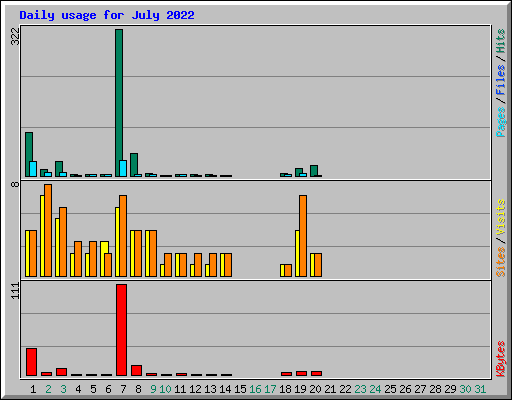 Daily usage for July 2022
322
Pages / Files / Hits
8
Sites / Visits
111
KBytes
1 2 3 4 5 6 7 8 9 10 11 12 13 14 15 16 17 18 19 20 21 22 23 24 25 26 27 28 29 30 31